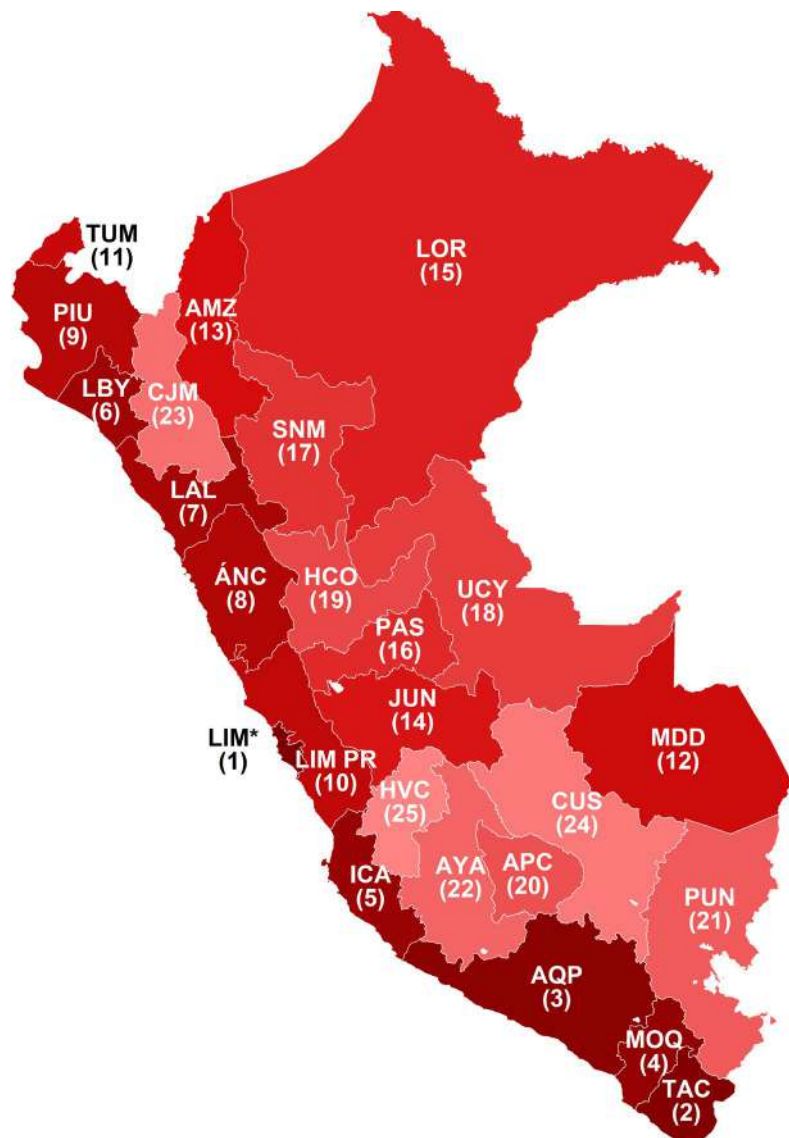 TUM
(11)
LOR
(15)
PIU
(9)
AMZ
(13)
LBY
(6)
CJM
(23)
SNM
(17)
LAL
(7)
ÁNC
(8)
HCO
(19)
UCY
(18)
PAS
(16)
JUN
(14)
LIM*
(1)
LIM PR
(10)
MDD
(12)
HVC
(25)
CUS
(24)
ICA
(5)
AYA
(22)
APC
(20)
PUN
(21)
AQP
(3)
MOQ
(4)
TAC
(2)